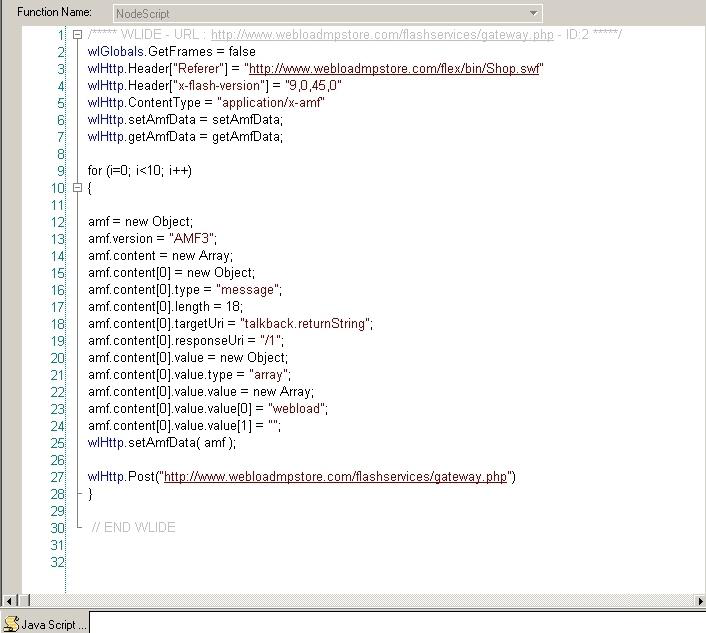 Function Name: NodeScript
1 /***** WLIDE - URL : http://www.webloadmpstore.com/flashservices/gateway.php - ID:2 *****/
2 wlGlobals.GetFrames = false
3 wlHttp.Header["Referer"] = "http://www.webloadmpstore.com/flex/bin/Shop.swf"
4 wlHttp.Header["x-flash-version"] = "9,0,45,0"
5 wlHttp.ContentType = "application/x-amf"
6 wlHttp.setAmfData = setAmfData;
7 wlHttp.getAmfData = getAmfData;
8
9 for (i=0; i<10; i++)
10 {
11
12 amf = new Object;
13 amf.version = "AMF3";
14 amf.content = new Array;
15 amf.content[0] = new Object;
16 amf.content[0].type = "message";
17 amf.content[0].length = 18;
18 amf.content[0].targetUri = "talkback.returnString";
19 amf.content[0].responseUri = "/1";
20 amf.content[0].value = new Object;
21 amf.content[0].value.type = "array";
22 amf.content[0].value.value = new Array;
23 amf.content[0].value.value[0] = "webload";
24 amf.content[0].value.value[1] = "";
25 wlHttp.setAmfData( amf );
26
27 wlHttp.Post("http://www.webloadmpstore.com/flashservices/gateway.php")
28 }
29
30 // END WLIDE
31
32
Java Script ...